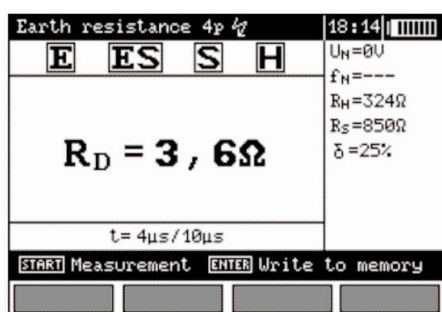 Earth resistance 4p
18:14
E ES S H
UN=0V
fN=---
RH=324Ω
RS=850Ω
δ=25%
RD = 3,6Ω
t= 4µs/10µs
START Measurement ENTER Write to memory